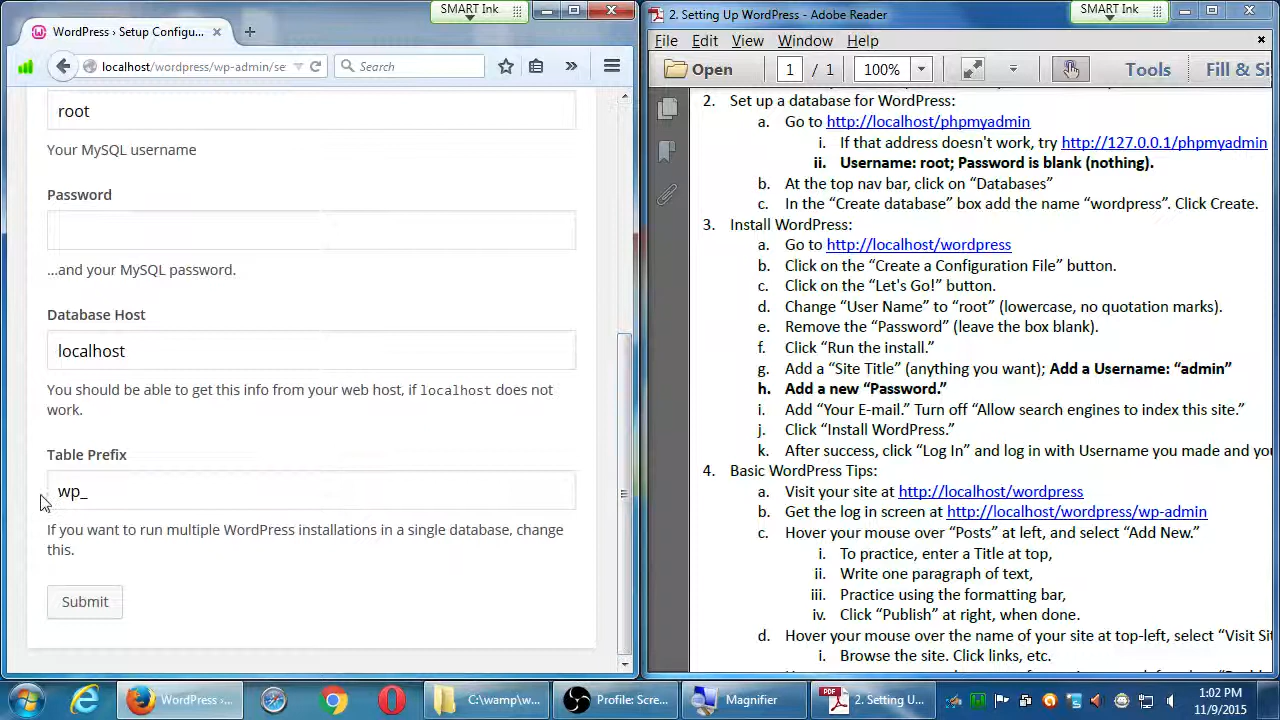 SMART Ink
WordPress › Setup Configu...
localhost/wordpress/wp-admin/se
Search
root
Your MySQL username
Password
...and your MySQL password.
Database Host
localhost
You should be able to get this info from your web host, if localhost does not
work.
Table Prefix
wp_
If you want to run multiple WordPress installations in a single database, change
this.
Submit
2. Setting Up WordPress - Adobe Reader
SMART Ink
File Edit View Window Help
Open 1 / 1 100% Tools Fill & Si
2. Set up a database for WordPress:
a. Go to http://localhost/phpmyadmin
i. If that address doesn't work, try http://127.0.0.1/phpmyadmin
ii. Username: root; Password is blank (nothing).
b. At the top nav bar, click on “Databases”
c. In the “Create database” box add the name “wordpress”. Click Create.
3. Install WordPress:
a. Go to http://localhost/wordpress
b. Click on the “Create a Configuration File” button.
c. Click on the “Let's Go!” button.
d. Change “User Name” to “root” (lowercase, no quotation marks).
e. Remove the “Password” (leave the box blank).
f. Click “Run the install.”
g. Add a “Site Title” (anything you want); Add a Username: “admin”
h. Add a new “Password.”
i. Add “Your E-mail.” Turn off “Allow search engines to index this site.”
j. Click “Install WordPress.”
k. After success, click “Log In” and log in with Username you made and you
4. Basic WordPress Tips:
a. Visit your site at http://localhost/wordpress
b. Get the log in screen at http://localhost/wordpress/wp-admin
c. Hover your mouse over “Posts” at left, and select “Add New.”
i. To practice, enter a Title at top,
ii. Write one paragraph of text,
iii. Practice using the formatting bar,
iv. Click “Publish” at right, when done.
d. Hover your mouse over the name of your site at top-left, select “Visit Si
i. Browse the site. Click links, etc.
WordPress ›... C:\wamp\w... Profile: Scre... Magnifier 2. Setting U...
1:02 PM
11/9/2015